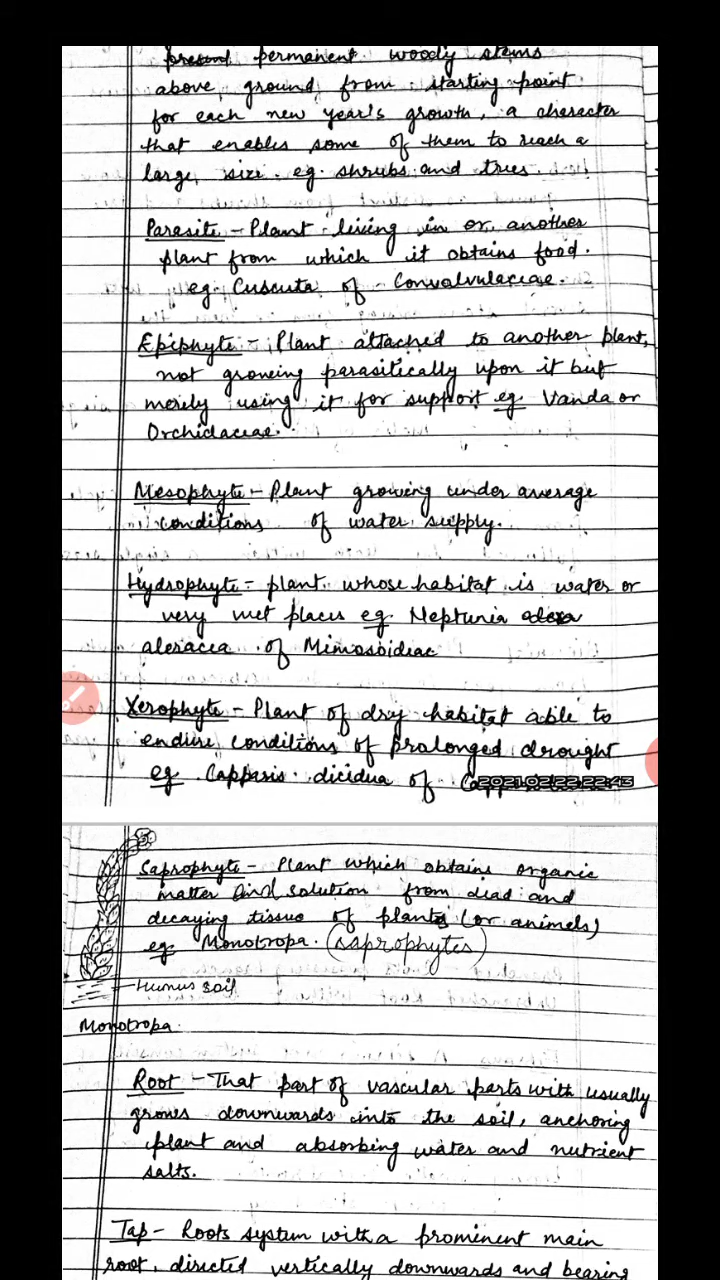 present permanent woody stems
above ground from starting point
for each new year's growth, a character
that enables some of them to reach a
large size. eg. shrubs and trees.
Parasite - Plant living in or another
plant from which it obtains food.
eg. Cuscuta of Convolvulaceae.
Epiphyte - Plant attached to another plant,
not growing parasitically upon it but
merely using it for support eg Vanda or
Orchidaceae.
Mesophyte - Plant growing under average
conditions of water supply.
Hydrophyte - plant whose habitat is water or
very wet places eg. Neptunia
aleracea of Mimosoidiac
Xerophyte - Plant of dry habitat able to
endure conditions of prolonged drought
eg Capparis dicidua of Capp
2021.02.22 22:43
Saprophyte - Plant which obtains organic
matter and solution from dead and
decaying tissue of plants (or animals)
eg Monotropa. (saprophytes)
Humus soil
Monotropa
Root - That part of vascular parts with usually
grows downwards into the soil, anchoring
plant and absorbing water and nutrient
salts.
Tap - Roots system with a prominent main
root, directed vertically downwards and bearing